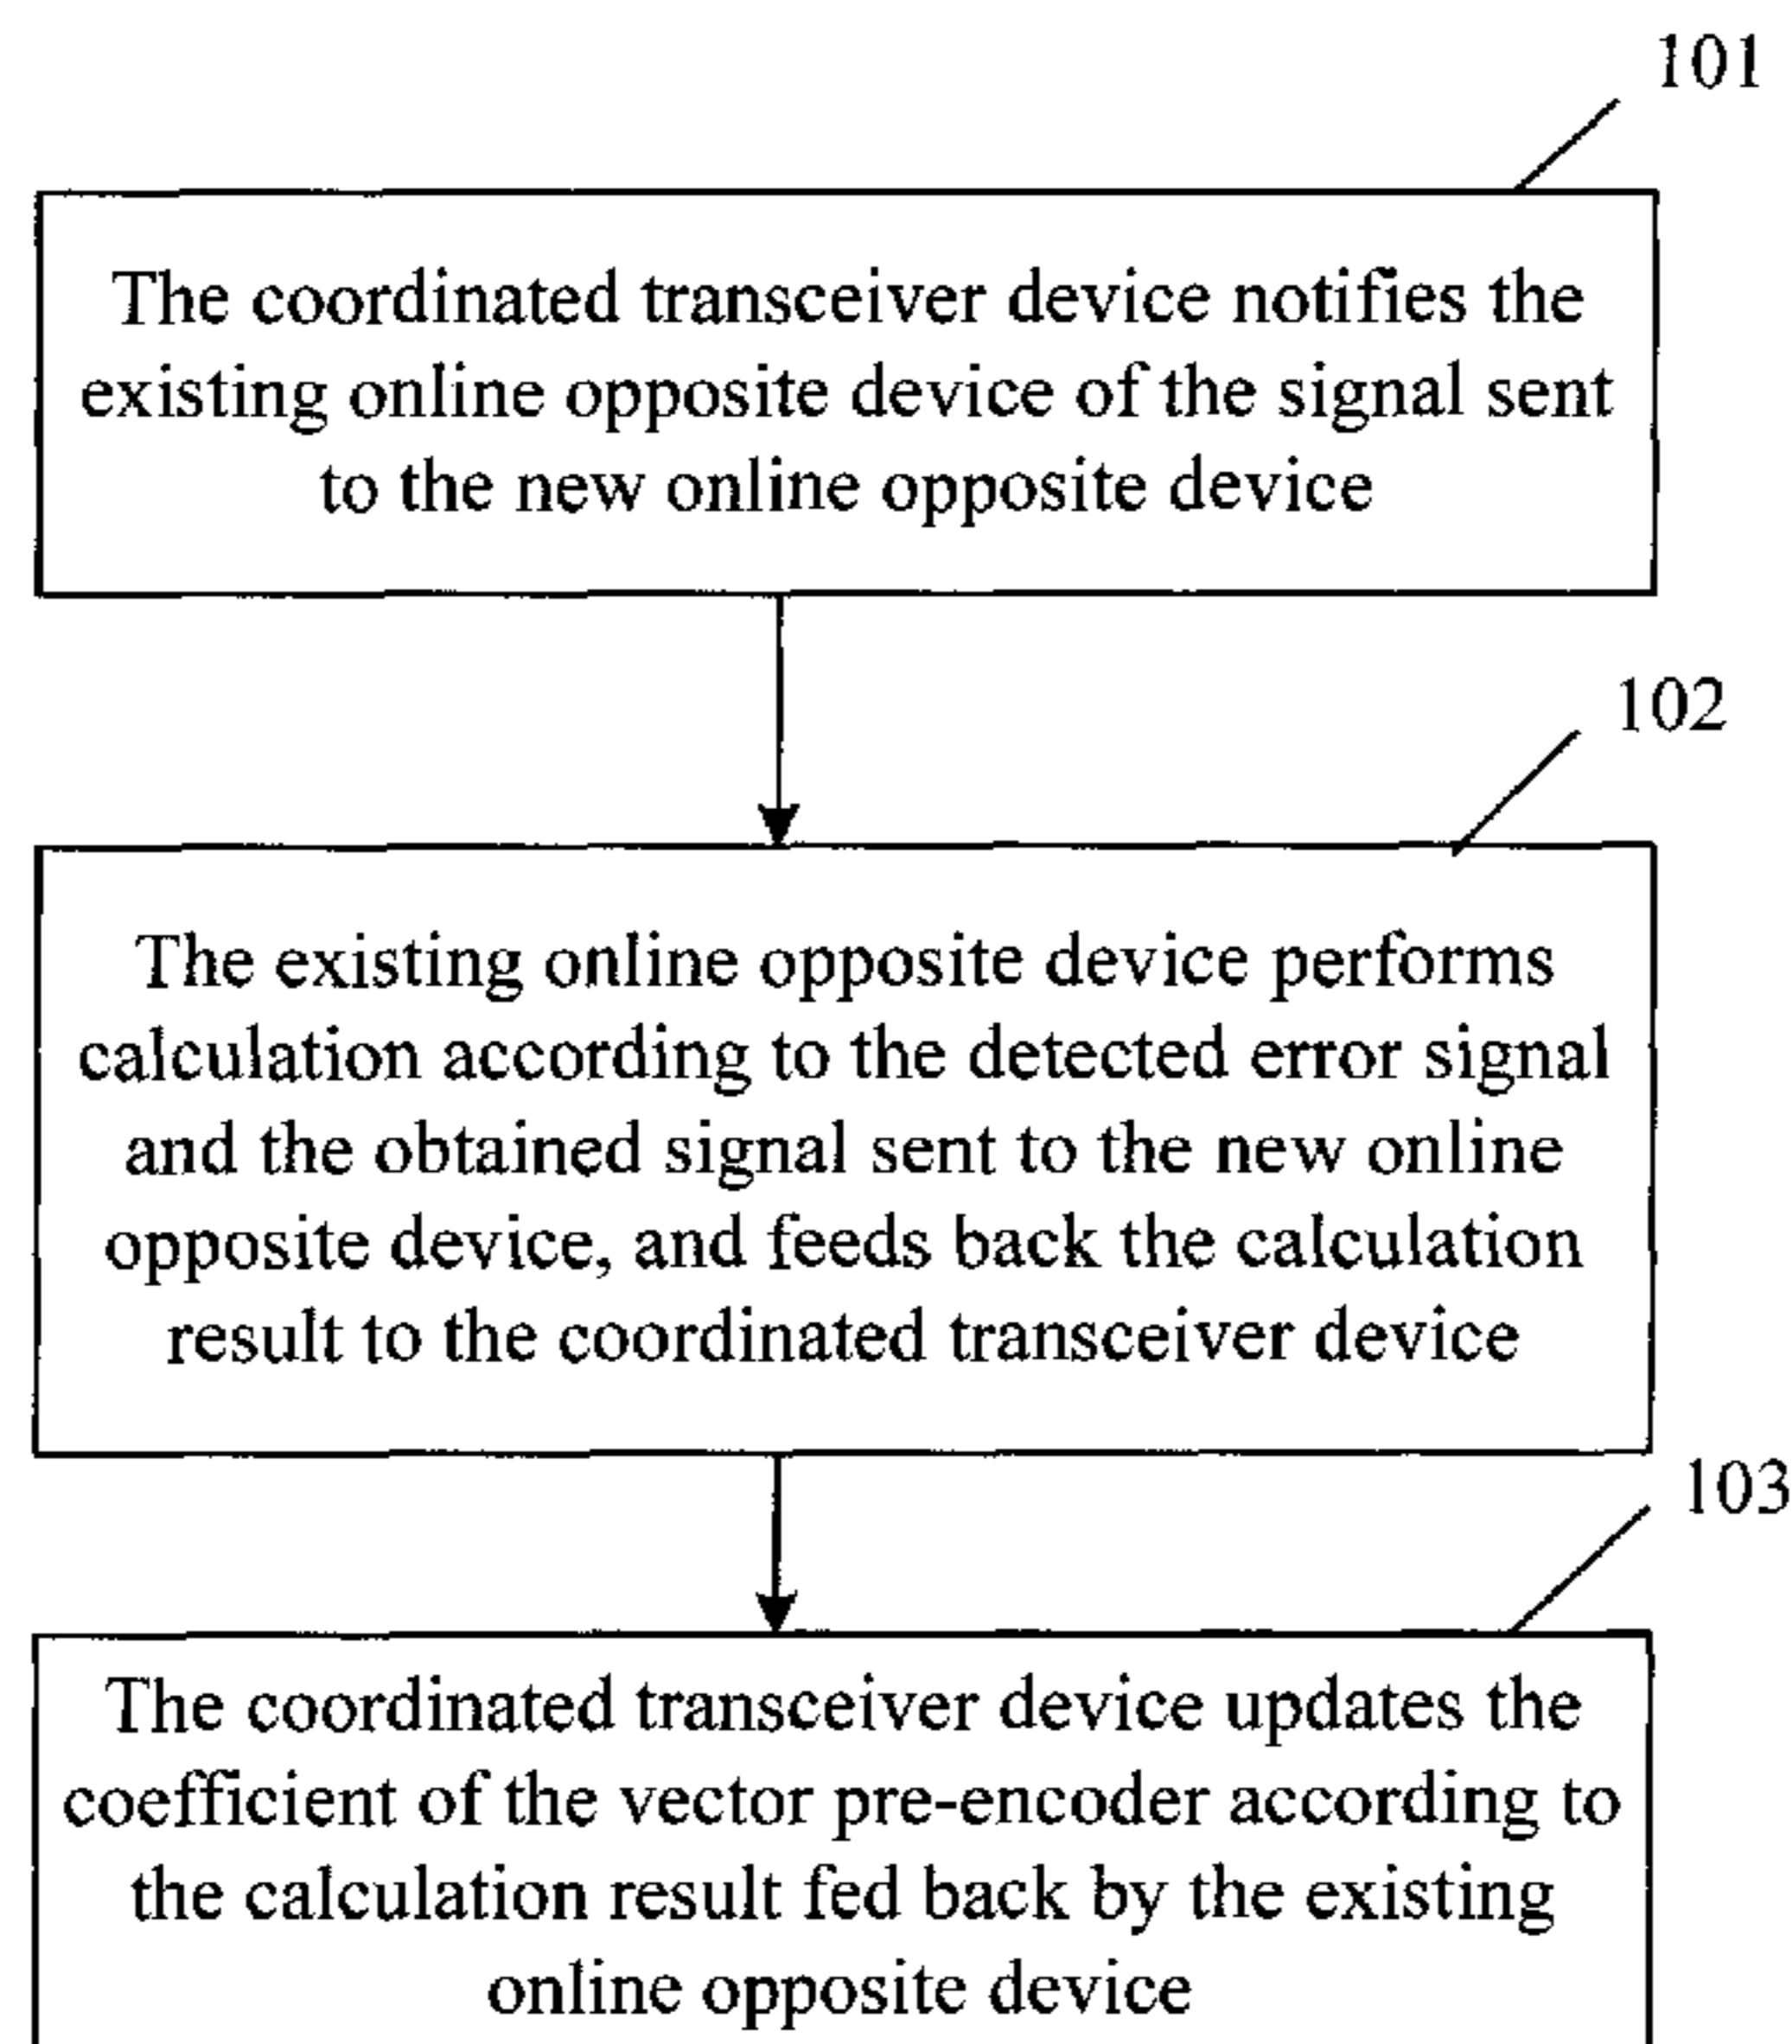 101
The coordinated transceiver device notifies the
existing online opposite device of the signal sent
to the new online opposite device
102
The existing online opposite device performs
calculation according to the detected error signal
and the obtained signal sent to the new online
opposite device, and feeds back the calculation
result to the coordinated transceiver device
103
The coordinated transceiver device updates the
coefficient of the vector pre-encoder according to
the calculation result fed back by the existing
online opposite device